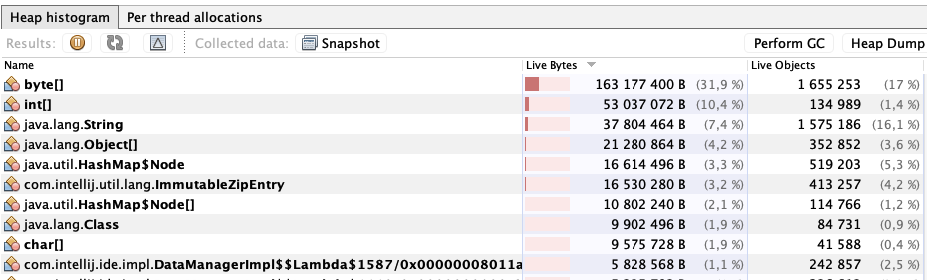 Heap histogram Per thread allocations
Results: Collected data: Snapshot Perform GC Heap Dump
Name Live Bytes Live Objects
byte[] 163 177 400 B (31,9 %) 1 655 253 (17 %)
int[] 53 037 072 B (10,4 %) 134 989 (1,4 %)
java.lang.String 37 804 464 B (7,4 %) 1 575 186 (16,1 %)
java.lang.Object[] 21 280 864 B (4,2 %) 352 852 (3,6 %)
java.util.HashMap$Node 16 614 496 B (3,3 %) 519 203 (5,3 %)
com.intellij.util.lang.ImmutableZipEntry 16 530 280 B (3,2 %) 413 257 (4,2 %)
java.util.HashMap$Node[] 10 802 240 B (2,1 %) 114 766 (1,2 %)
java.lang.Class 9 902 496 B (1,9 %) 84 731 (0,9 %)
char[] 9 575 728 B (1,9 %) 41 588 (0,4 %)
com.intellij.ide.impl.DataManagerImpl$$Lambda$1587/0x00000008011a 5 828 568 B (1,1 %) 242 857 (2,5 %)